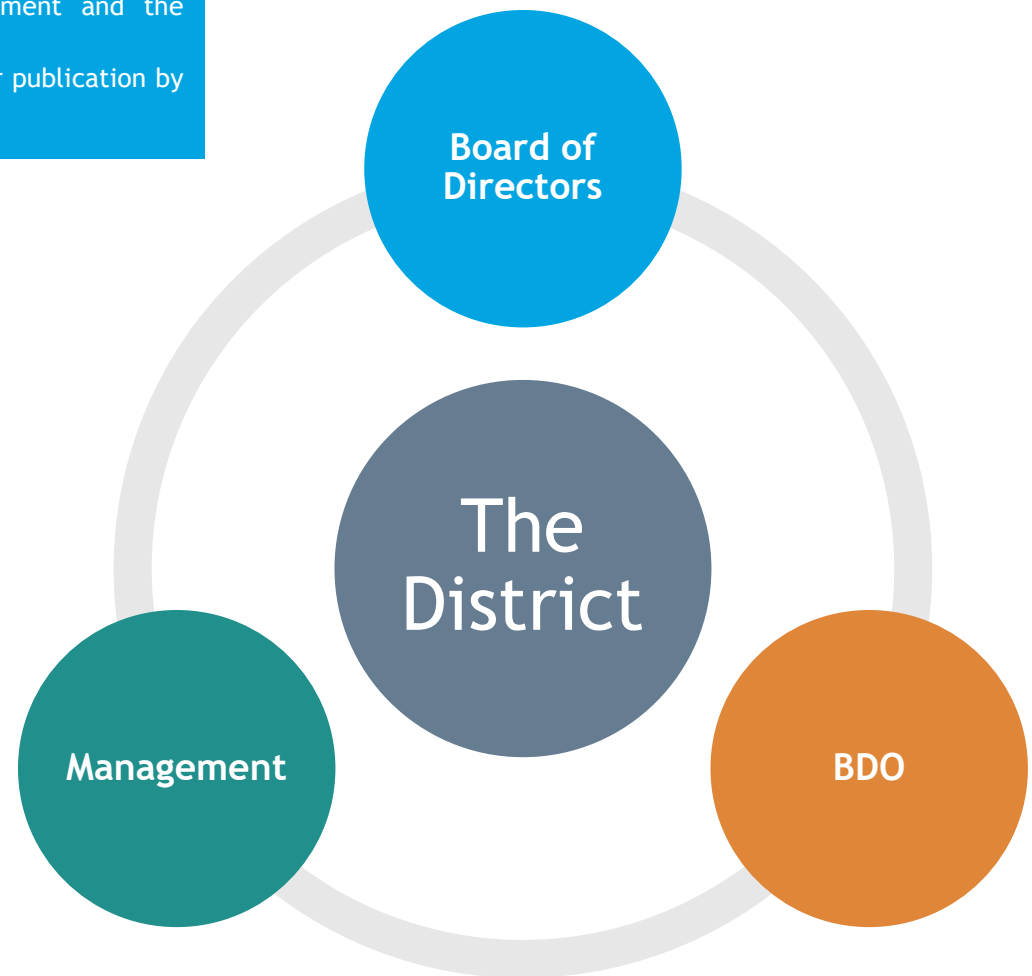 ment and the
publication by
Board of
Directors
The
District
Management
BDO